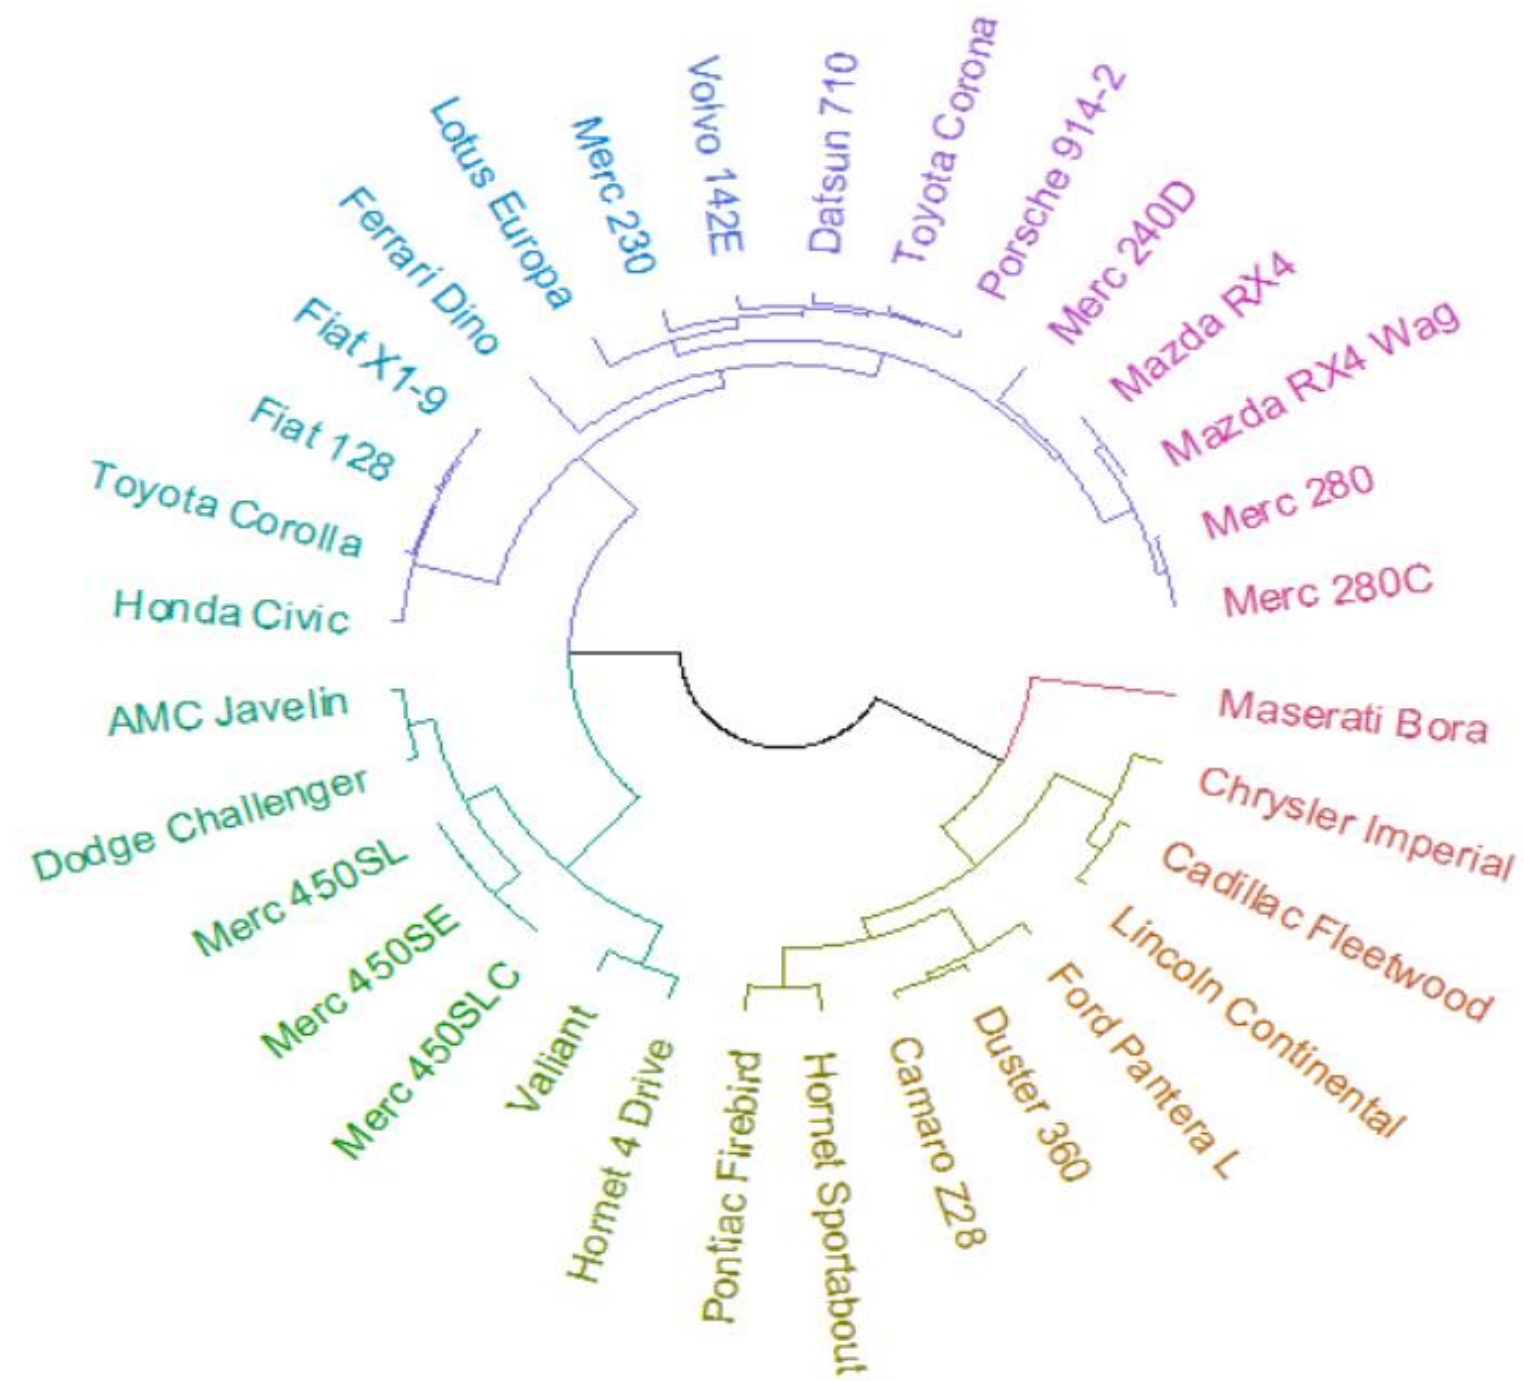 Honda Civic
Toyota Corolla
Fiat 128
Fiat X1-9
Ferrari Dino
Lotus Europa
Merc 230
Volvo 142E
Datsun 710
Toyota Corona
Porsche 914-2
Merc 240D
Mazda RX4
Mazda RX4 Wag
Merc 280
Merc 280C
Maserati Bora
Chrysler Imperial
Cadillac Fleetwood
Lincoln Continental
Ford Pantera L
Duster 360
Camaro Z28
Hornet Sportabout
Pontiac Firebird
Hornet 4 Drive
Valiant
Merc 450SLC
Merc 450SE
Merc 450SL
Dodge Challenger
AMC Javelin